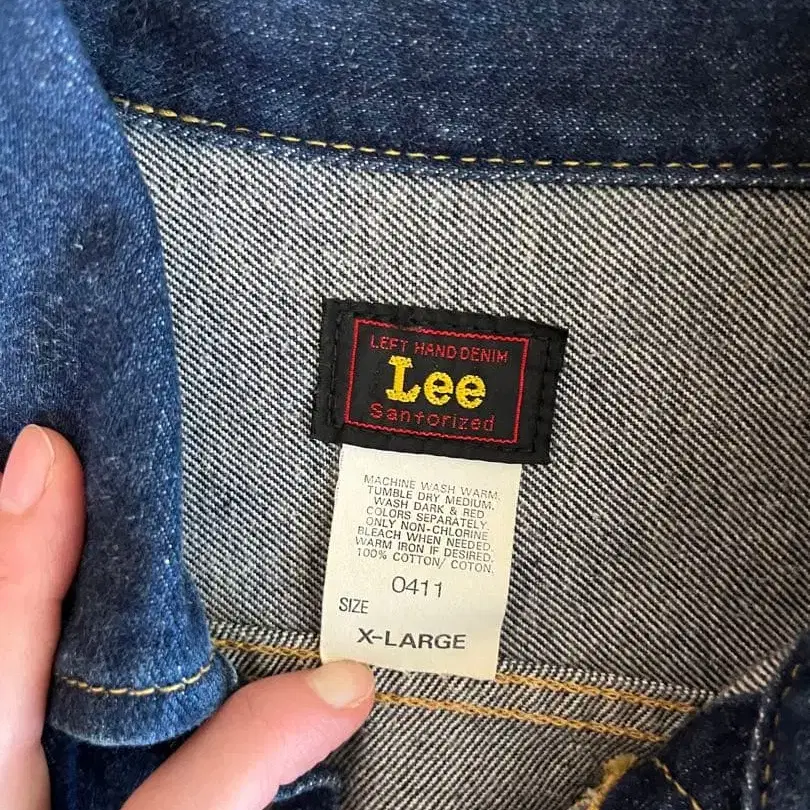 LEFT HAND DENIM
Lee
Sanforized
MACHINE WASH WARM.
TUMBLE DRY MEDIUM.
WASH DARK & RED
COLORS SEPARATELY.
ONLY NON-CHLORINE
BLEACH WHEN NEEDED.
WARM IRON IF DESIRED.
100% COTTON/ COTON.
0411
SIZE
X-LARGE